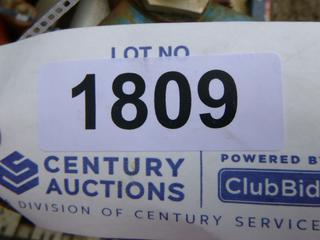 LOT NO
1809
CENTURY
AUCTIONS
POWERED BY
ClubBid
DIVISION OF CENTURY SERVICE